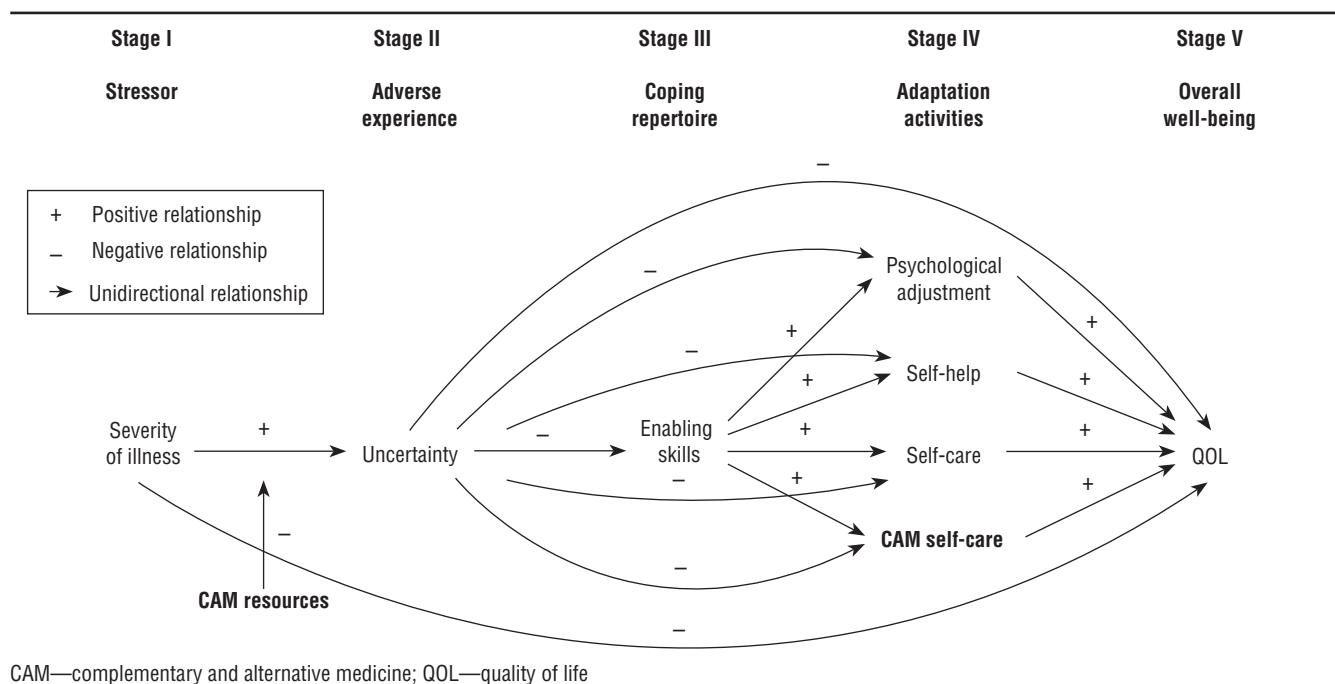 Stage I
Stage II
Stage III
Stage IV
Stage V
Stressor
Adverse
experience
Coping
repertoire
Adaptation
activities
Overall
well-being
+ Positive relationship
– Negative relationship
Unidirectional relationship
–
–
Psychological
adjustment
+
+
–
Self-help
+
+
Severity
of illness
+
Uncertainty
–
Enabling
skills
+
Self-care
+
QOL
–
+
+
CAM self-care
–
–
CAM resources
–
CAM—complementary and alternative medicine; QOL—quality of life